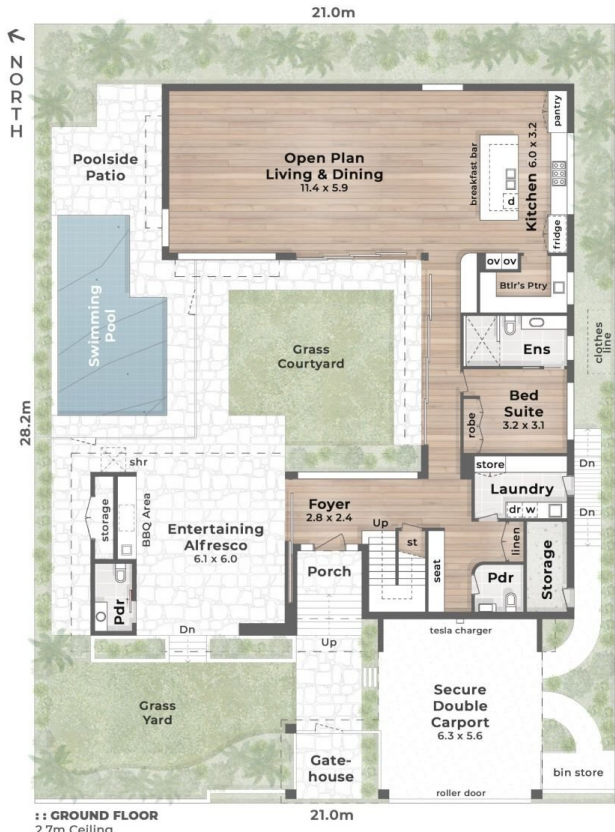 21.0m
NORTH
Poolside
Patio
Open Plan
Living & Dining
11.4 x 5.9
breakfast bar
d
Kitchen 6.0 x 3.2
pantry
fridge
ov ov
Btlr's Ptry
Swimming
Pool
Grass
Courtyard
Ens
clothes
line
Bed
Suite
3.2 x 3.1
robe
28.2m
shr
storage
BBQ Area
Entertaining
Alfresco
6.1 x 6.0
Pdr
Dn
Foyer
2.8 x 2.4
Up
st
seat
store
Laundry
dr w
linen
Pdr
Storage
Dn
Dn
Porch
Up
tesla charger
Grass
Yard
Secure
Double
Carport
6.3 x 5.6
Gate-
house
bin store
roller door
:: GROUND FLOOR
2.7m Ceiling
21.0m